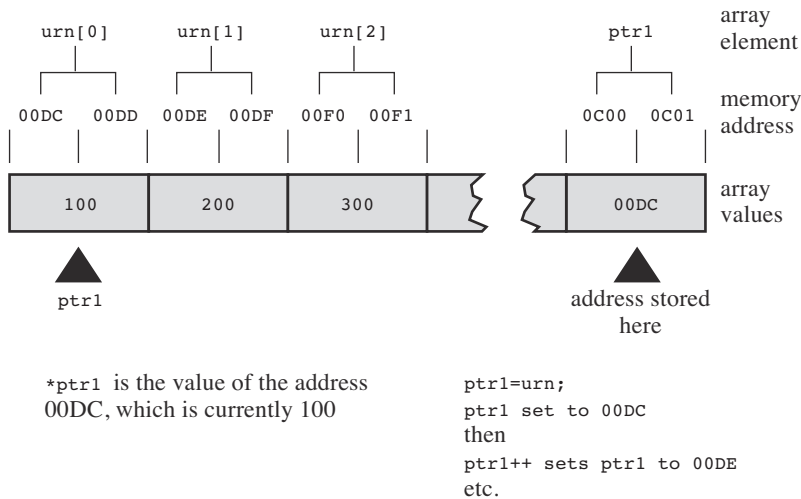 urn[0] urn[1] urn[2] ptr1 array
element
00DC 00DD 00DE 00DF 00F0 00F1 0C00 0C01 memory
address
100 200 300 00DC array
values
ptr1 address stored
here
*ptr1 is the value of the address
00DC, which is currently 100
ptr1=urn;
ptr1 set to 00DC
then
ptr1++ sets ptr1 to 00DE
etc.